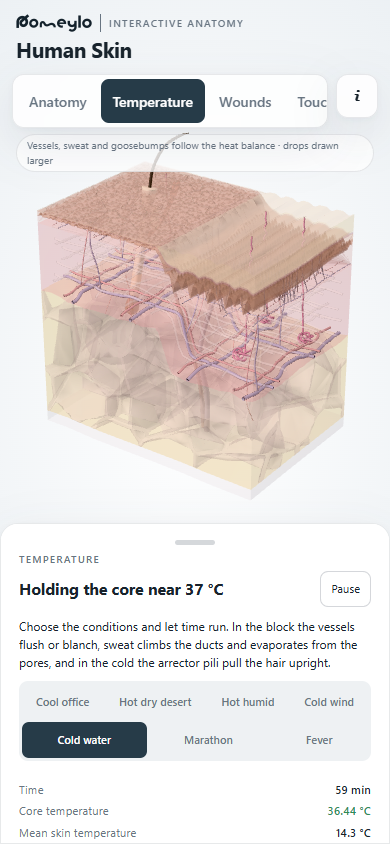 Domeylo
INTERACTIVE ANATOMY
Human Skin
Anatomy Temperature Wounds Touc
i
Vessels, sweat and goosebumps follow the heat balance · drops drawn
larger
TEMPERATURE
Holding the core near 37 °C
Pause
Choose the conditions and let time run. In the block the vessels
flush or blanch, sweat climbs the ducts and evaporates from the
pores, and in the cold the arrector pili pull the hair upright.
Cool office Hot dry desert Hot humid Cold wind
Cold water Marathon Fever
Time 59 min
Core temperature 36.44 °C
Mean skin temperature 14.3 °C